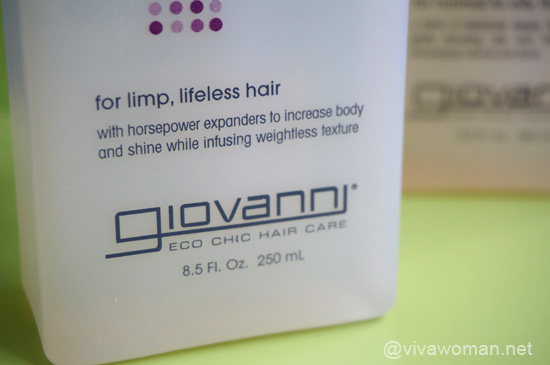 for limp, lifeless hair
with horsepower expanders to increase body
and shine while infusing weightless texture
giovanni®
ECO CHIC HAIR CARE
8.5 Fl. Oz. 250 mL
giovann
@vivawoman.net